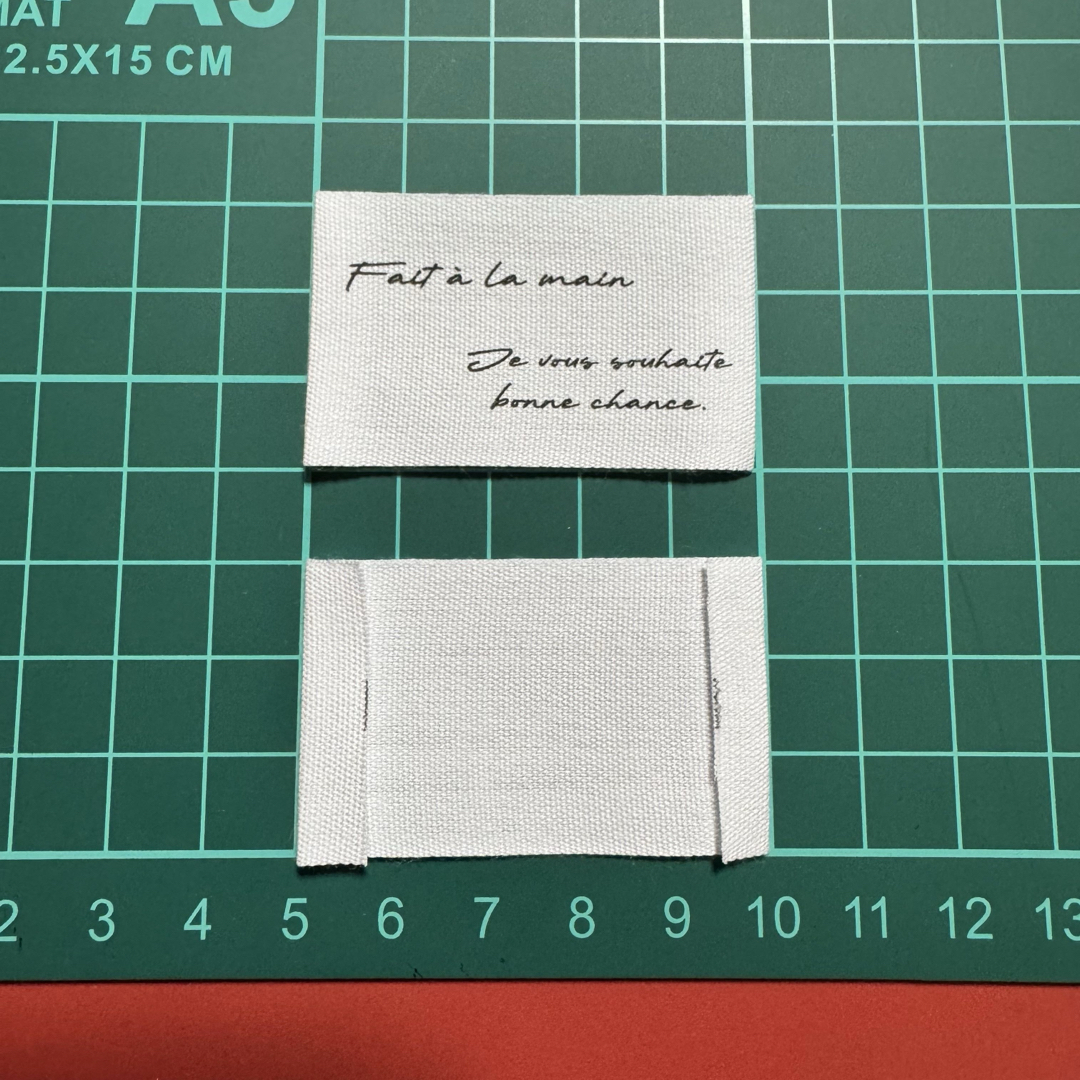 MAT A5
2.5X15 CM
Fait à la main
Je vous souhaite
bonne chance.
2 3 4 5 6 7 8 9 10 11 12 13